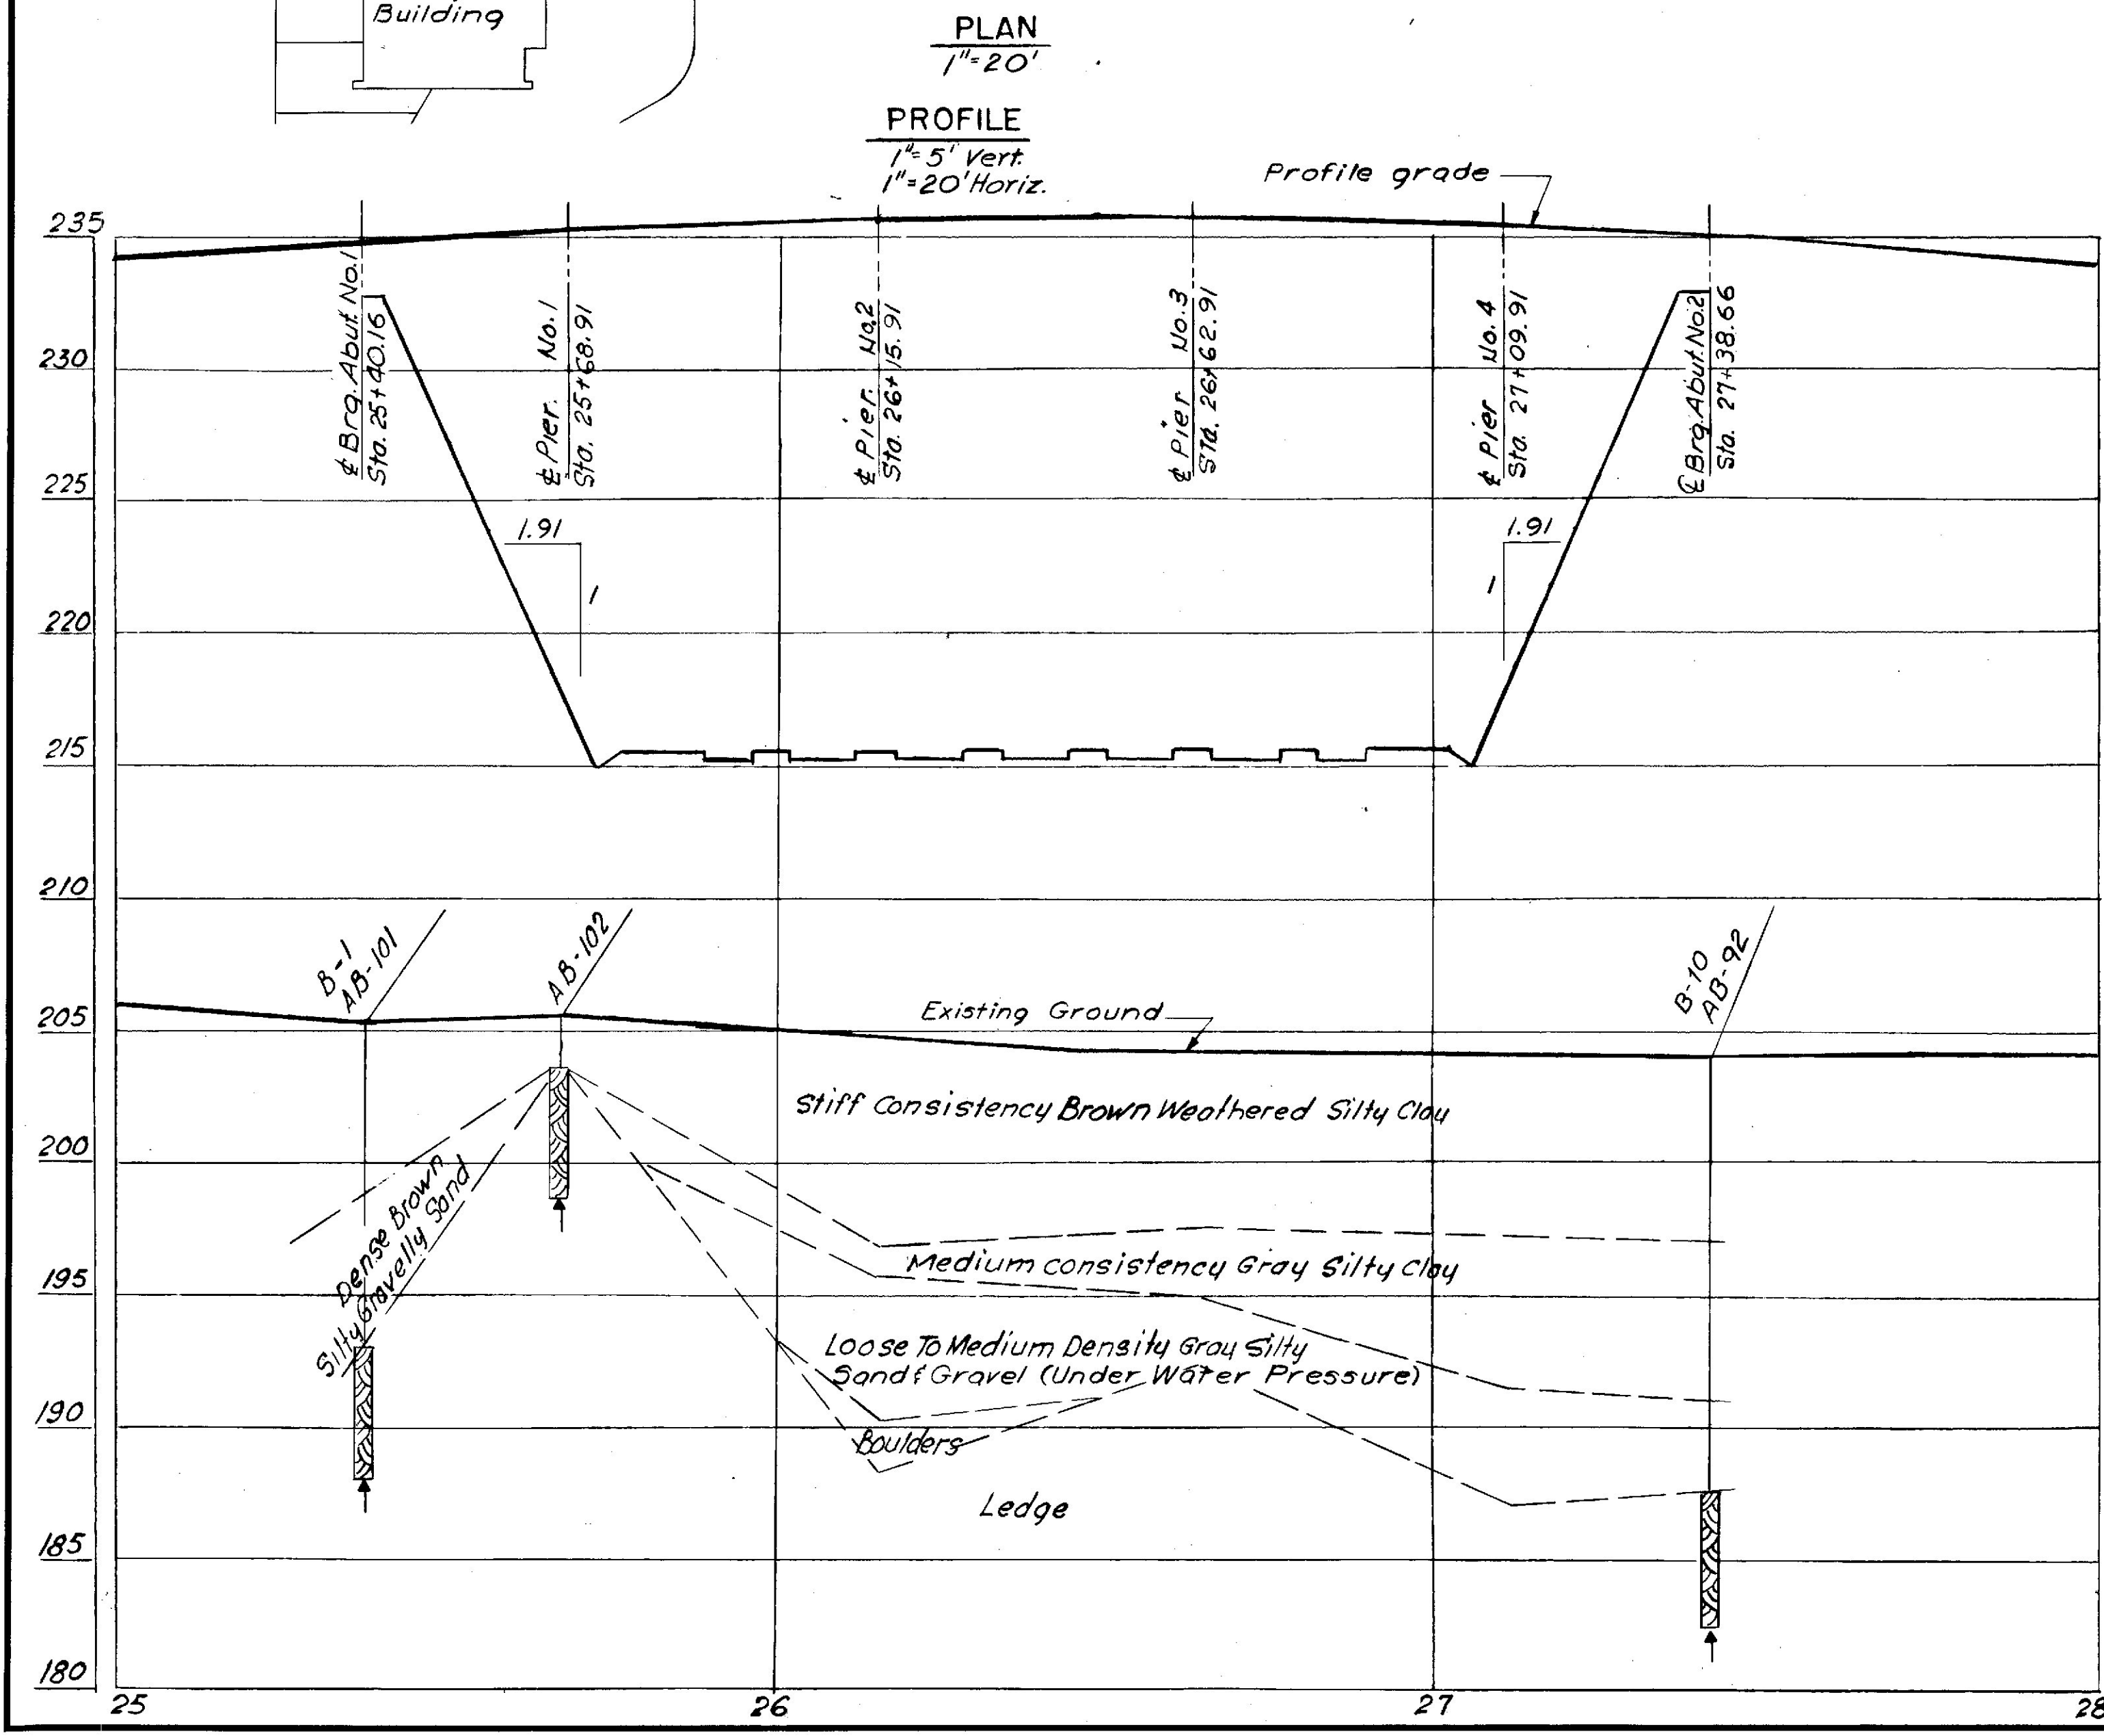 Building
PLAN
1"=20'
PROFILE
1"=5' Vert.
1"=20' Horiz.
Profile grade
235
230
225
220
215
210
205
200
195
190
185
180
℄ Brg. Abut. No.1
Sta. 25+40.16
℄ Pier. No. 1
Sta. 25+68.91
℄ Pier. No.2
Sta. 26+15.91
℄ Pier No.3
Sta. 26+62.91
℄ Pier No. 4
Sta. 27+09.91
℄ Brg. Abut. No.2
Sta. 27+38.66
1.91
1
1.91
1
B-1
AB-101
AB-102
B-10
AB-92
Existing Ground
Stiff Consistency Brown Weathered Silty Clay
Dense Brown
Silty Gravelly Sand
Medium consistency Gray Silty Clay
Loose To Medium Density Gray Silty
Sand & Gravel (Under Water Pressure)
Boulders
Ledge
25
26
27
28